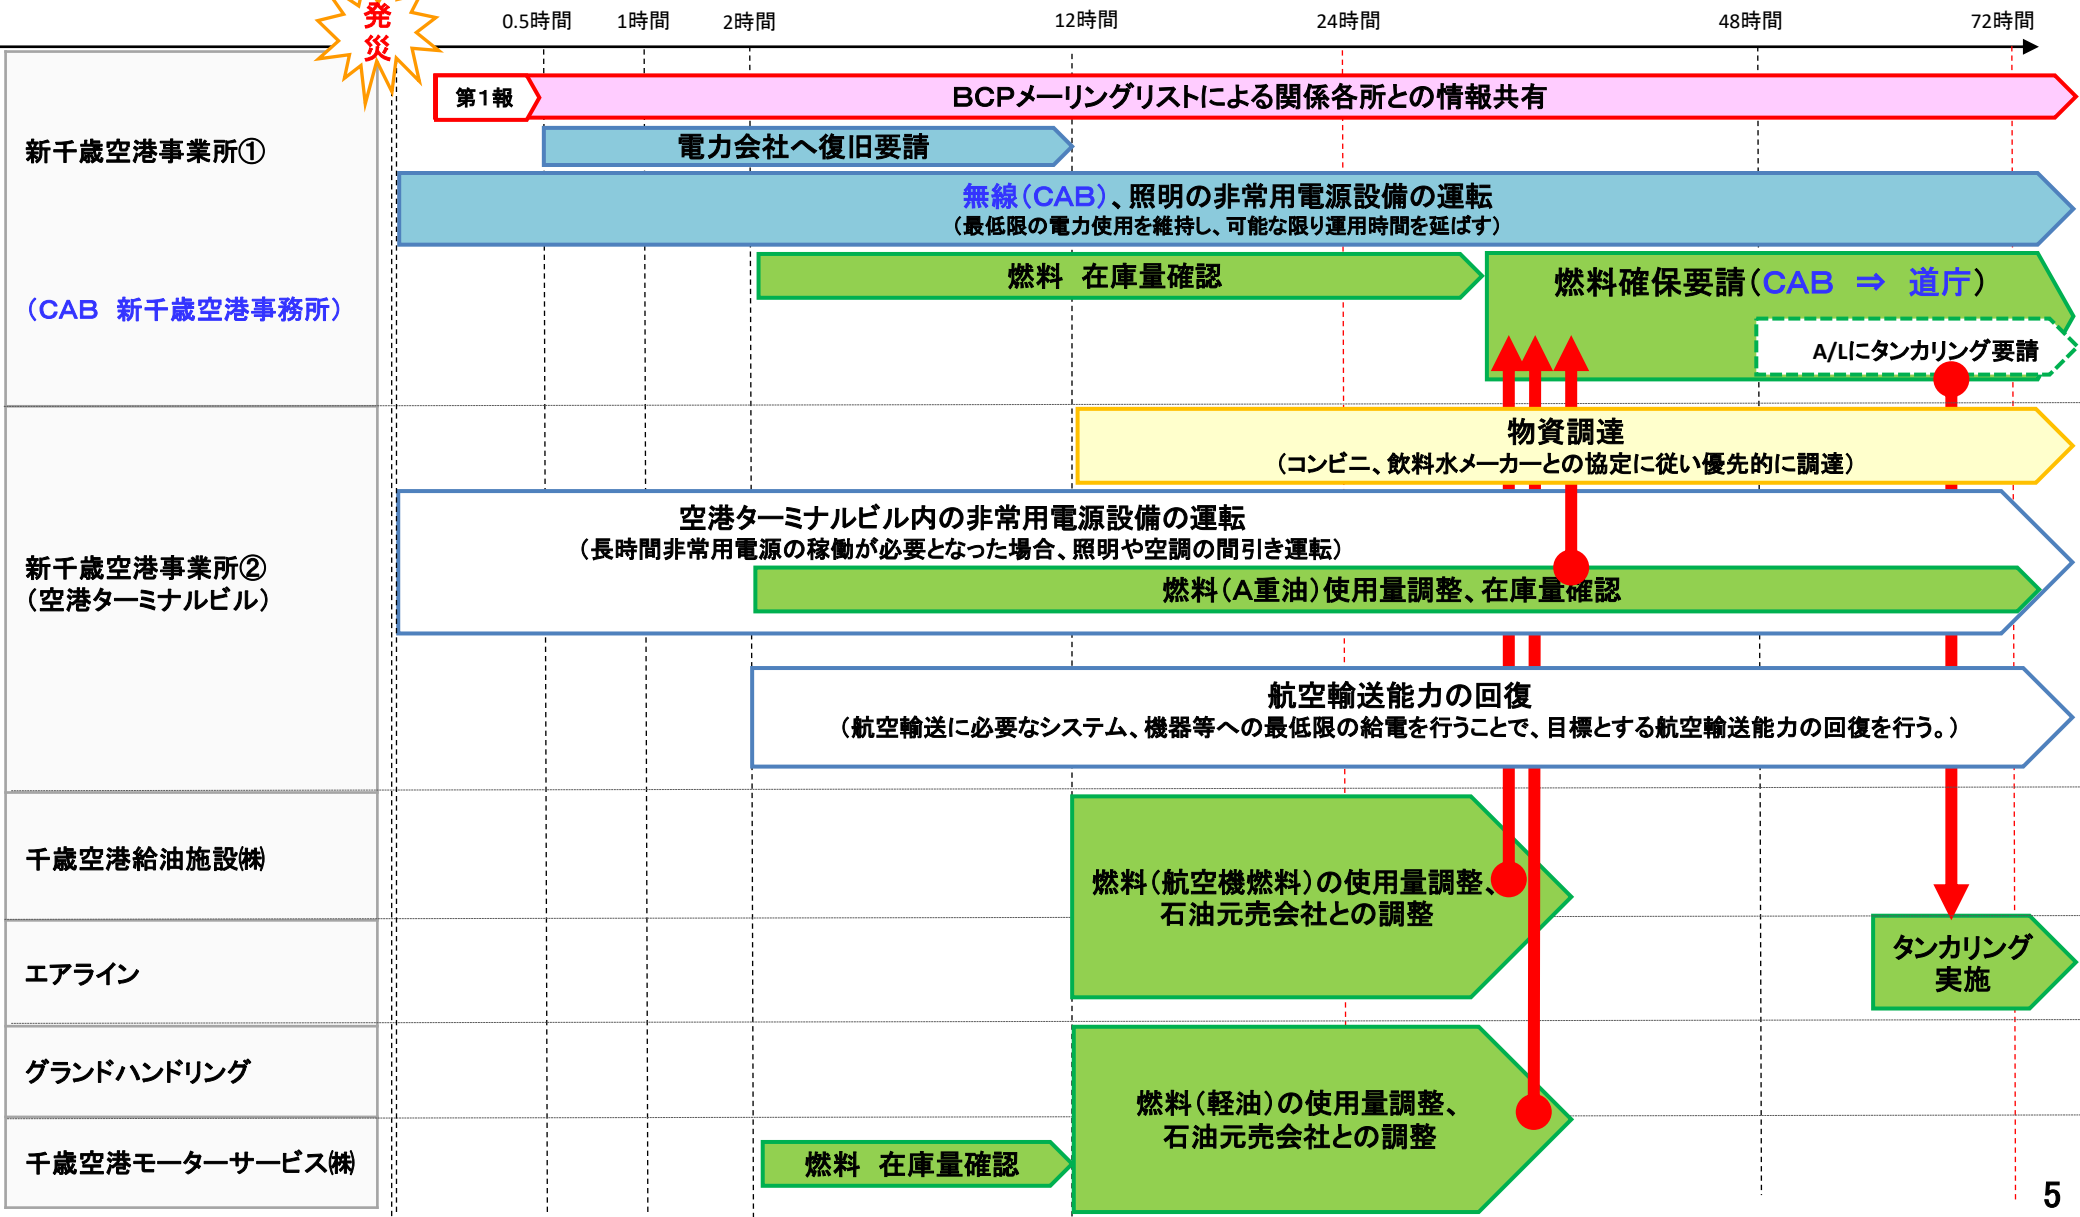 発
災
0.5時間
1時間
2時間
12時間
24時間
48時間
72時間
新千歳空港事業所①
（CAB　新千歳空港事務所）
第１報
BCPメーリングリストによる関係各所との情報共有
電力会社へ復旧要請
無線（CAB）、照明の非常用電源設備の運転
（最低限の電力使用を維持し、可能な限り運用時間を延ばす）
燃料　在庫量確認
燃料確保要請（CAB　⇒　道庁）
A/Lにタンカリング要請
新千歳空港事業所②
（空港ターミナルビル）
物資調達
（コンビニ、飲料水メーカーとの協定に従い優先的に調達）
空港ターミナルビル内の非常用電源設備の運転
（長時間非常用電源の稼働が必要となった場合、照明や空調の間引き運転）
燃料（A重油）使用量調整、在庫量確認
航空輸送能力の回復
（航空輸送に必要なシステム、機器等への最低限の給電を行うことで、目標とする航空輸送能力の回復を行う。）
千歳空港給油施設㈱
燃料（航空機燃料）の使用量調整、
石油元売会社との調整
エアライン
タンカリング
実施
グランドハンドリング
燃料（軽油）の使用量調整、
石油元売会社との調整
千歳空港モーターサービス㈱
燃料　在庫量確認
5